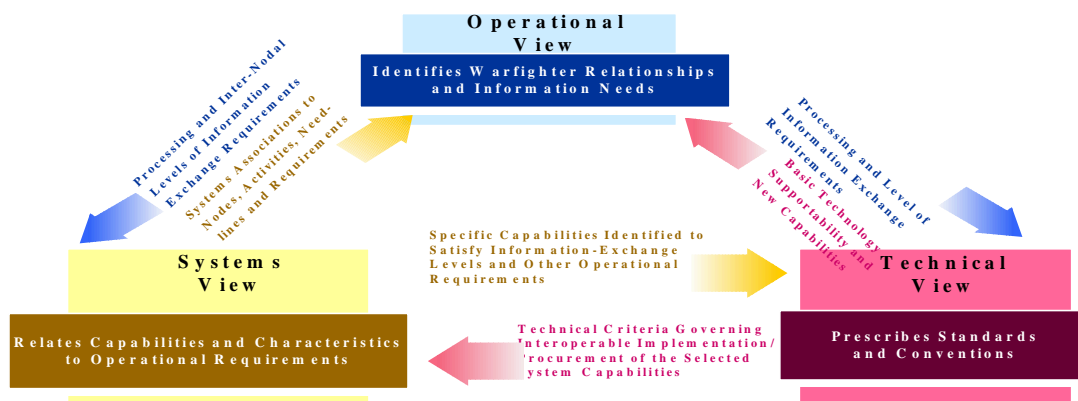 Operational
View
Identifies Warfighter Relationships
and Information Needs
Processing and Inter-Nodal
Levels of Information
Exchange Requirements
Systems Associations to
Nodes, Activities, Need-
lines and Requirements
Processing and Level of
Information Exchange
Requirements
Basic Technology
Supportability and
New Capabilities
Specific Capabilities Identified to
Satisfy Information-Exchange
Levels and Other Operational
Requirements
Systems
View
Relates Capabilities and Characteristics
to Operational Requirements
Technical Criteria Governing
Interoperable Implementation/
Procurement of the Selected
System Capabilities
Technical
View
Prescribes Standards
and Conventions